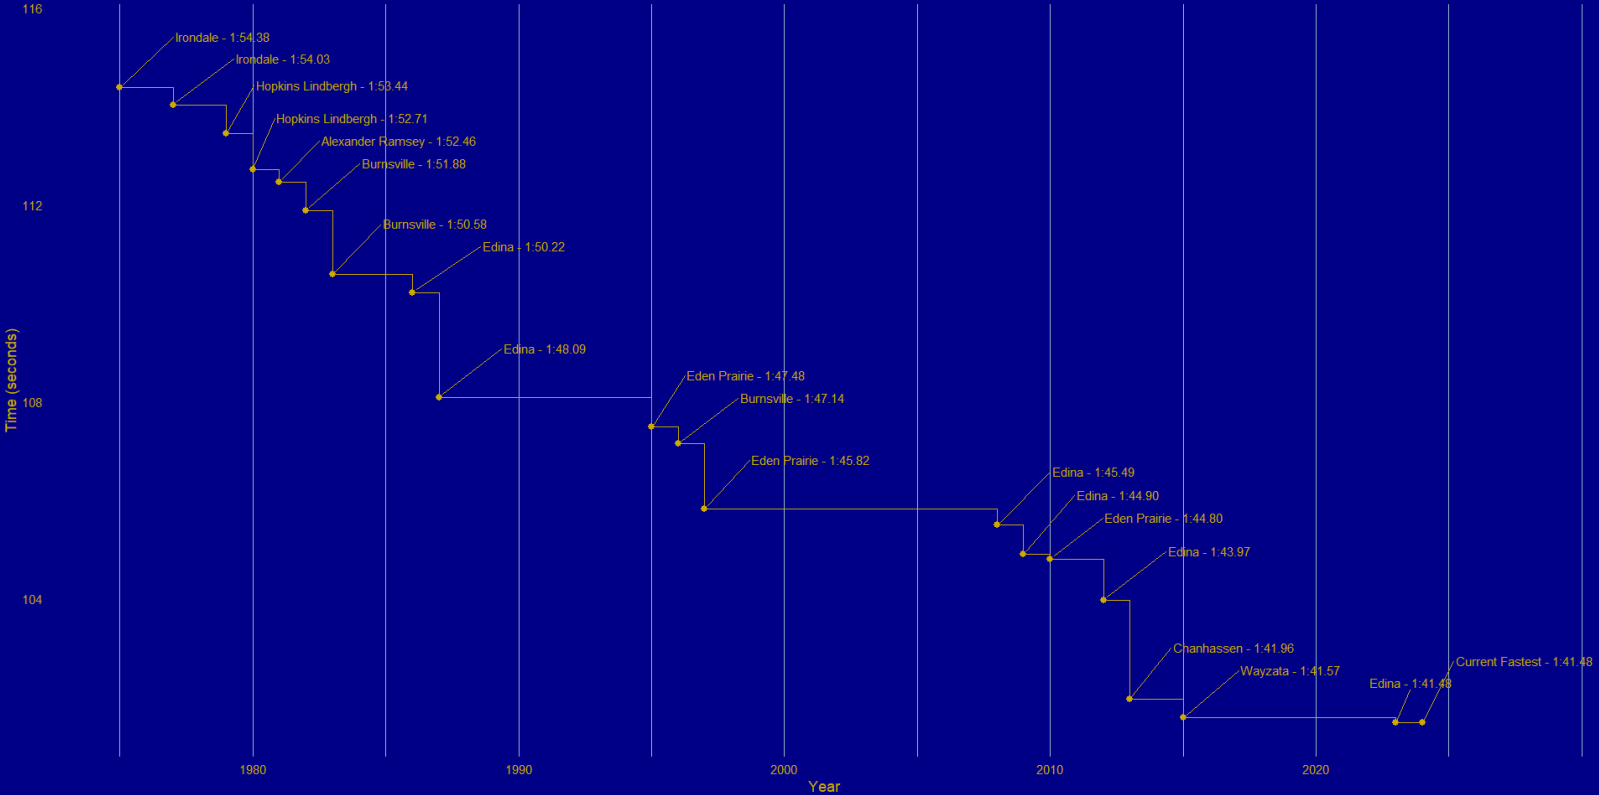 116
Irondale - 1:54.38
Irondale - 1:54.03
Hopkins Lindbergh - 1:53.44
Hopkins Lindbergh - 1:52.71
Alexander Ramsey - 1:52.46
Burnsville - 1:51.88
112
Burnsville - 1:50.58
Edina - 1:50.22
Time (seconds)
Edina - 1:48.09
Eden Prairie - 1:47.48
Burnsville - 1:47.14
108
Eden Prairie - 1:45.82
Edina - 1:45.49
Edina - 1:44.90
Eden Prairie - 1:44.80
Edina - 1:43.97
104
Chanhassen - 1:41.96
Current Fastest - 1:41.48
Wayzata - 1:41.57
Edina - 1:41.48
1980 1990 2000 2010 2020
Year